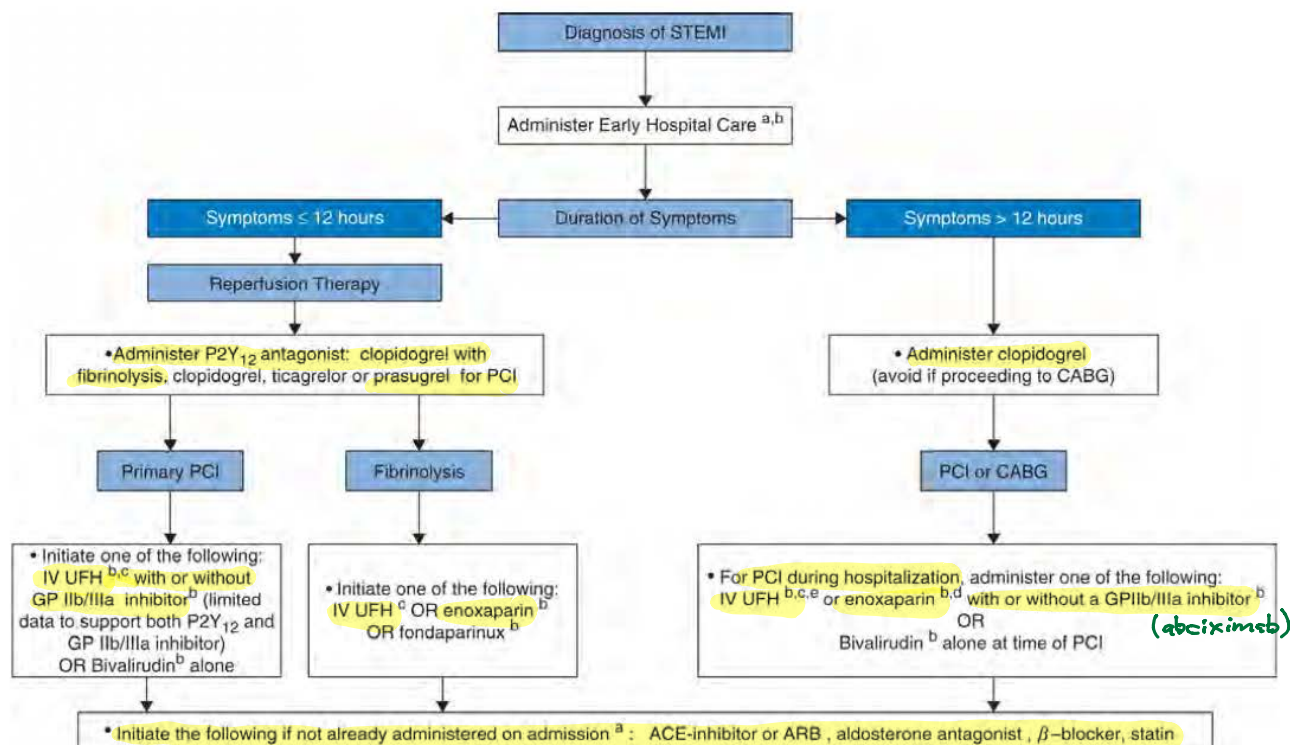 Diagnosis of STEMI
Administer Early Hospital Care a,b
Symptoms ≤ 12 hours
Duration of Symptoms
Symptoms > 12 hours
Reperfusion Therapy
•Administer P2Y12 antagonist: clopidogrel with
fibrinolysis, clopidogrel, ticagrelor or prasugrel for PCI
• Administer clopidogrel
(avoid if proceeding to CABG)
Primary PCI
Fibrinolysis
PCI or CABG
• Initiate one of the following:
IV UFH b,c with or without
GP IIb/IIIa inhibitor b (limited
data to support both P2Y12 and
GP IIb/IIIa inhibitor)
OR Bivalirudin b alone
• Initiate one of the following:
IV UFH c OR enoxaparin b
OR fondaparinux b
• For PCI during hospitalization, administer one of the following:
IV UFH b,c,e or enoxaparin b,d with or without a GPIIb/IIIa inhibitor b
OR
(abciximsb)
Bivalirudin b alone at time of PCI
• Initiate the following if not already administered on admission a : ACE-inhibitor or ARB , aldosterone antagonist , β–blocker, statin